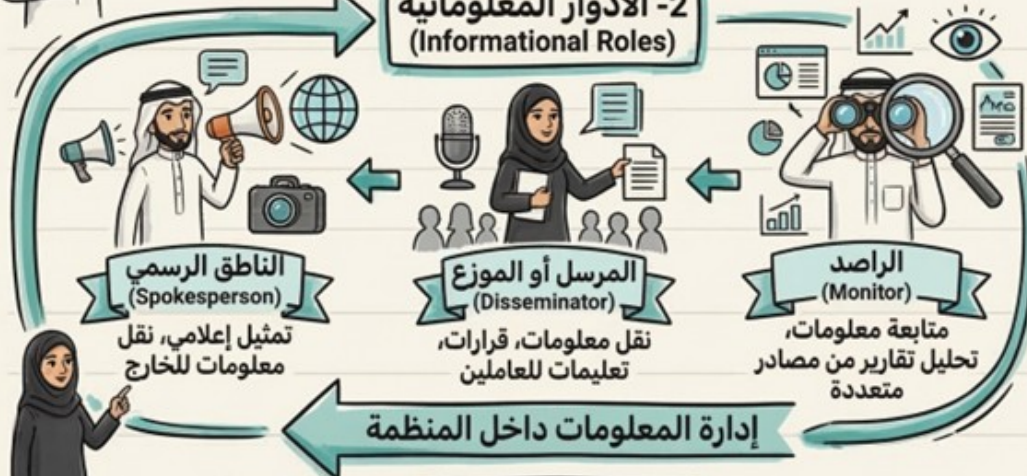 2- الأدوار المعلوماتية
(Informational Roles)
الراصد
(Monitor)
متابعة معلومات،
تحليل تقارير من مصادر
متعددة
المرسل أو الموزع
(Disseminator)
نقل معلومات، قرارات،
تعليمات للعاملين
الناطق الرسمي
(Spokesperson)
تمثيل إعلامي، نقل
معلومات للخارج
إدارة المعلومات داخل المنظمة